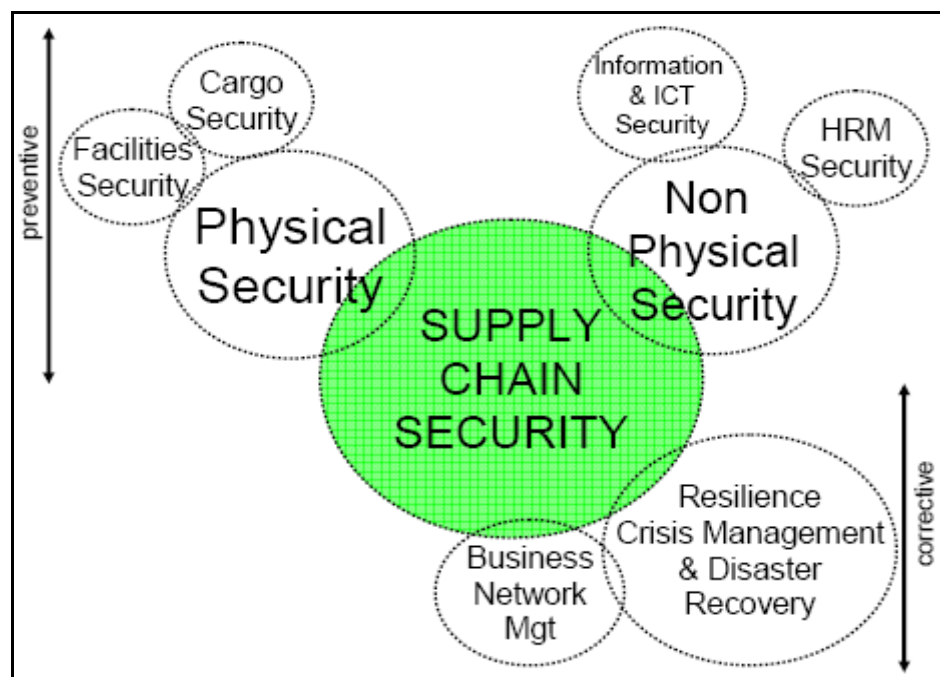 preventive
Cargo
Security
Facilities
Security
Physical
Security
Information
& ICT
Security
HRM
Security
Non
Physical
Security
SUPPLY
CHAIN
SECURITY
Business
Network
Mgt
Resilience
Crisis Management
& Disaster
Recovery
corrective